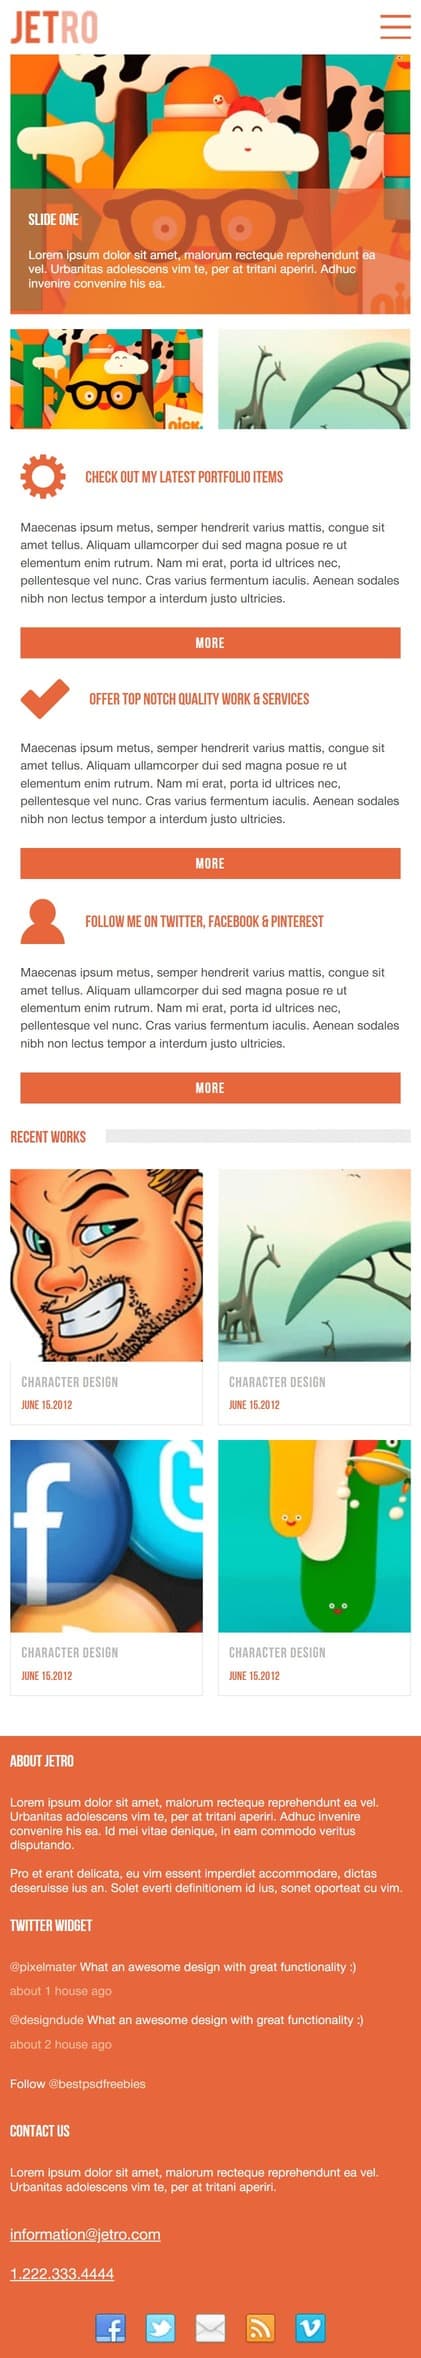 JETRO
SLIDE ONE
Lorem ipsum dolor sit amet, malorum recteque reprehendunt ea
vel. Urbanitas adolescens vim te, per at tritani aperiri. Adhuc
invenire convenire his ea.
nick
nick.
CHECK OUT MY LATEST PORTFOLIO ITEMS
Maecenas ipsum metus, semper hendrerit varius mattis, congue sit
amet tellus. Aliquam ullamcorper dui sed magna posue re ut
elementum enim rutrum. Nam mi erat, porta id ultrices nec,
pellentesque vel nunc. Cras varius fermentum iaculis. Aenean sodales
nibh non lectus tempor a interdum justo ultricies.
MORE
OFFER TOP NOTCH QUALITY WORK & SERVICES
Maecenas ipsum metus, semper hendrerit varius mattis, congue sit
amet tellus. Aliquam ullamcorper dui sed magna posue re ut
elementum enim rutrum. Nam mi erat, porta id ultrices nec,
pellentesque vel nunc. Cras varius fermentum iaculis. Aenean sodales
nibh non lectus tempor a interdum justo ultricies.
MORE
FOLLOW ME ON TWITTER, FACEBOOK & PINTEREST
Maecenas ipsum metus, semper hendrerit varius mattis, congue sit
amet tellus. Aliquam ullamcorper dui sed magna posue re ut
elementum enim rutrum. Nam mi erat, porta id ultrices nec,
pellentesque vel nunc. Cras varius fermentum iaculis. Aenean sodales
nibh non lectus tempor a interdum justo ultricies.
MORE
RECENT WORKS
CHARACTER DESIGN
JUNE 15.2012
CHARACTER DESIGN
JUNE 15.2012
CHARACTER DESIGN
JUNE 15.2012
CHARACTER DESIGN
JUNE 15.2012
ABOUT JETRO
Lorem ipsum dolor sit amet, malorum recteque reprehendunt ea vel.
Urbanitas adolescens vim te, per at tritani aperiri. Adhuc invenire
convenire his ea. Id mei vitae denique, in eam commodo veritus
disputando.
Pro et erant delicata, eu vim essent imperdiet accommodare, dictas
deseruisse ius an. Solet everti definitionem id ius, sonet oporteat cu vim.
TWITTER WIDGET
@pixelmater What an awesome design with great functionality :)
about 1 house ago
@designdude What an awesome design with great functionality :)
about 2 house ago
Follow @bestpsdfreebies
CONTACT US
Lorem ipsum dolor sit amet, malorum recteque reprehendunt ea vel.
Urbanitas adolescens vim te, per at tritani aperiri.
information@jetro.com
1.222.333.4444